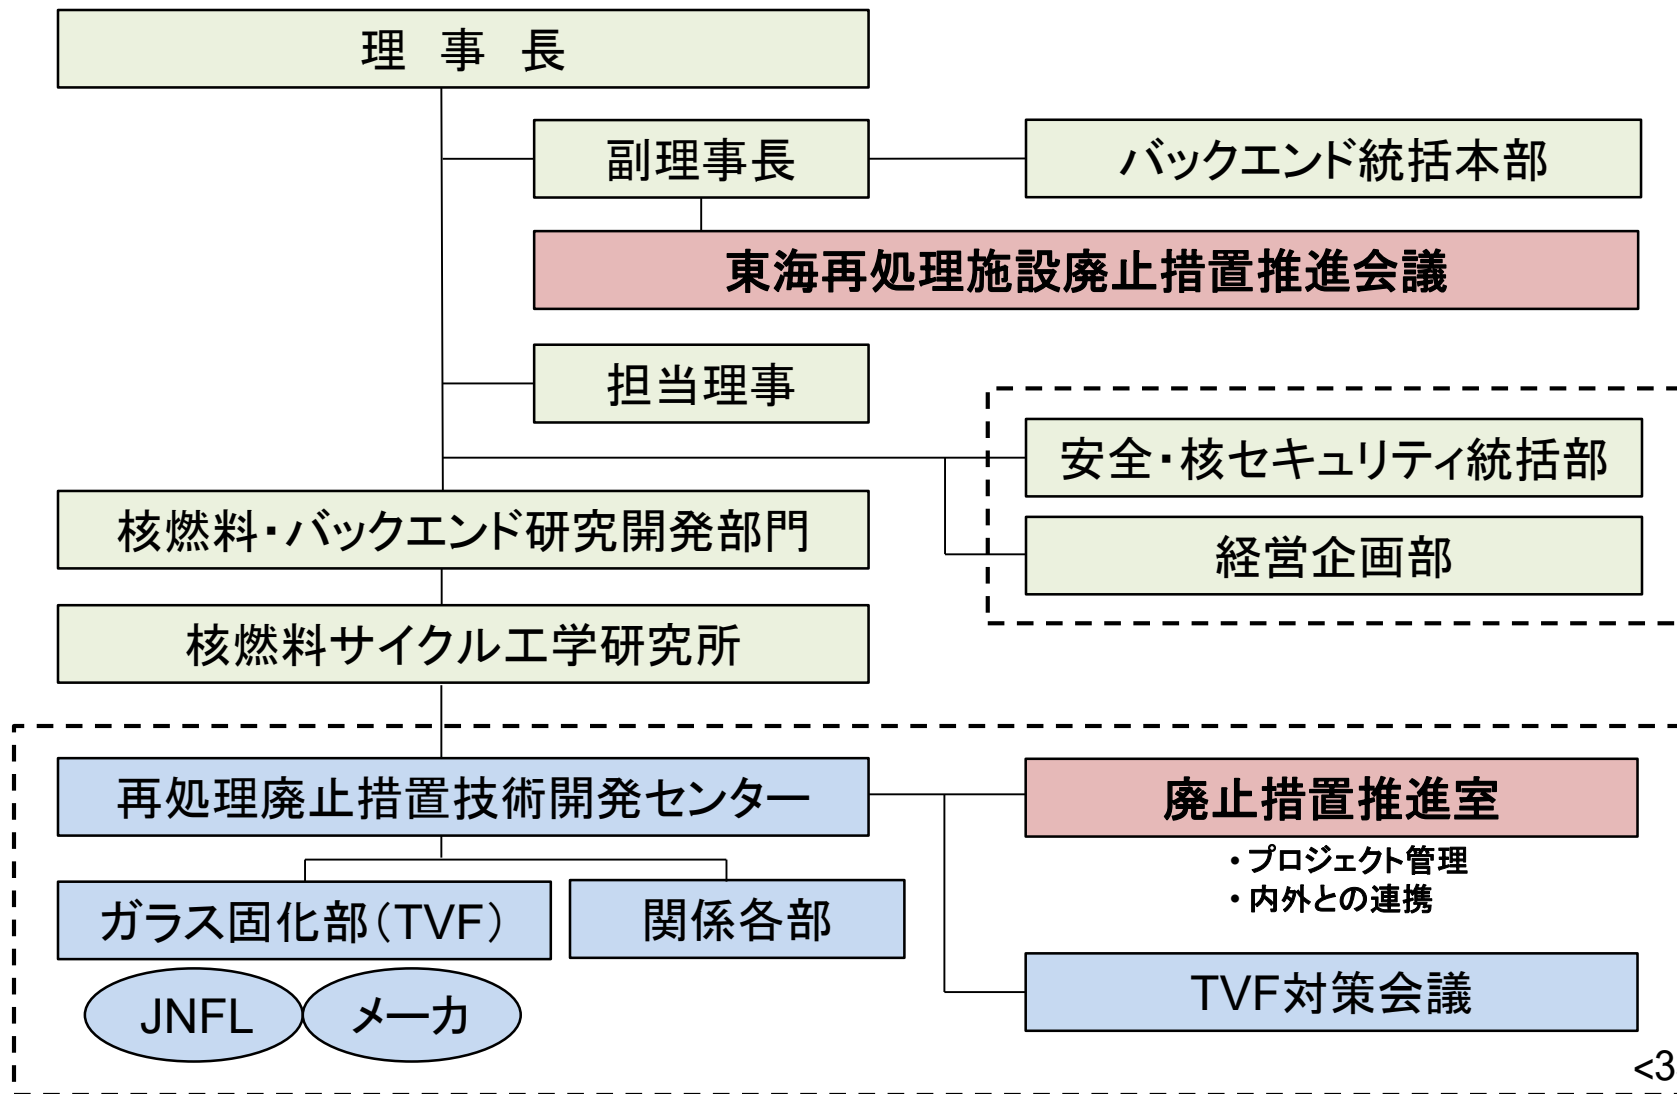 理 事 長
副理事長
バックエンド統括本部
東海再処理施設廃止措置推進会議
担当理事
安全・核セキュリティ統括部
核燃料・バックエンド研究開発部門
経営企画部
核燃料サイクル工学研究所
再処理廃止措置技術開発センター
廃止措置推進室
・プロジェクト管理
・内外との連携
ガラス固化部(TVF)
関係各部
TVF対策会議
JNFL
メーカ
<3